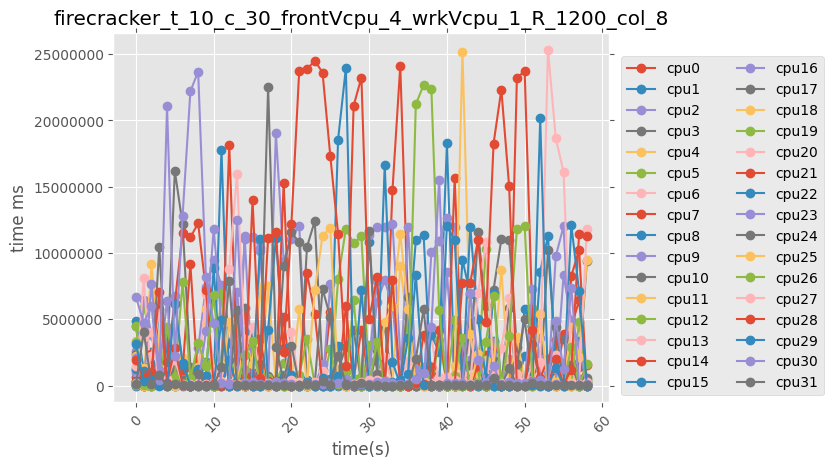 firecracker_t_10_c_30_frontVcpu_4_wrkVcpu_1_R_1200_col_8
time ms
25000000
20000000
15000000
10000000
5000000
0
0
10
20
30
40
50
60
time(s)
cpu0
cpu1
cpu2
cpu3
cpu4
cpu5
cpu6
cpu7
cpu8
cpu9
cpu10
cpu11
cpu12
cpu13
cpu14
cpu15
cpu16
cpu17
cpu18
cpu19
cpu20
cpu21
cpu22
cpu23
cpu24
cpu25
cpu26
cpu27
cpu28
cpu29
cpu30
cpu31